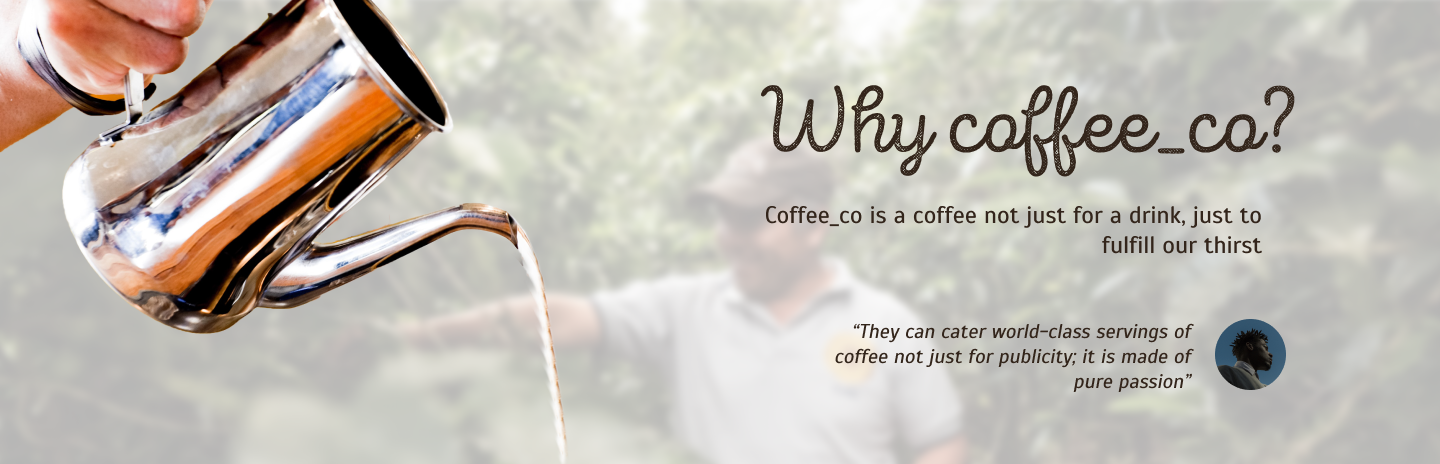 Why coffee_co?
Coffee_co is a coffee not just for a drink, just to
fulfill our thirst
“They can cater world-class servings of
coffee not just for publicity; it is made of
pure passion”